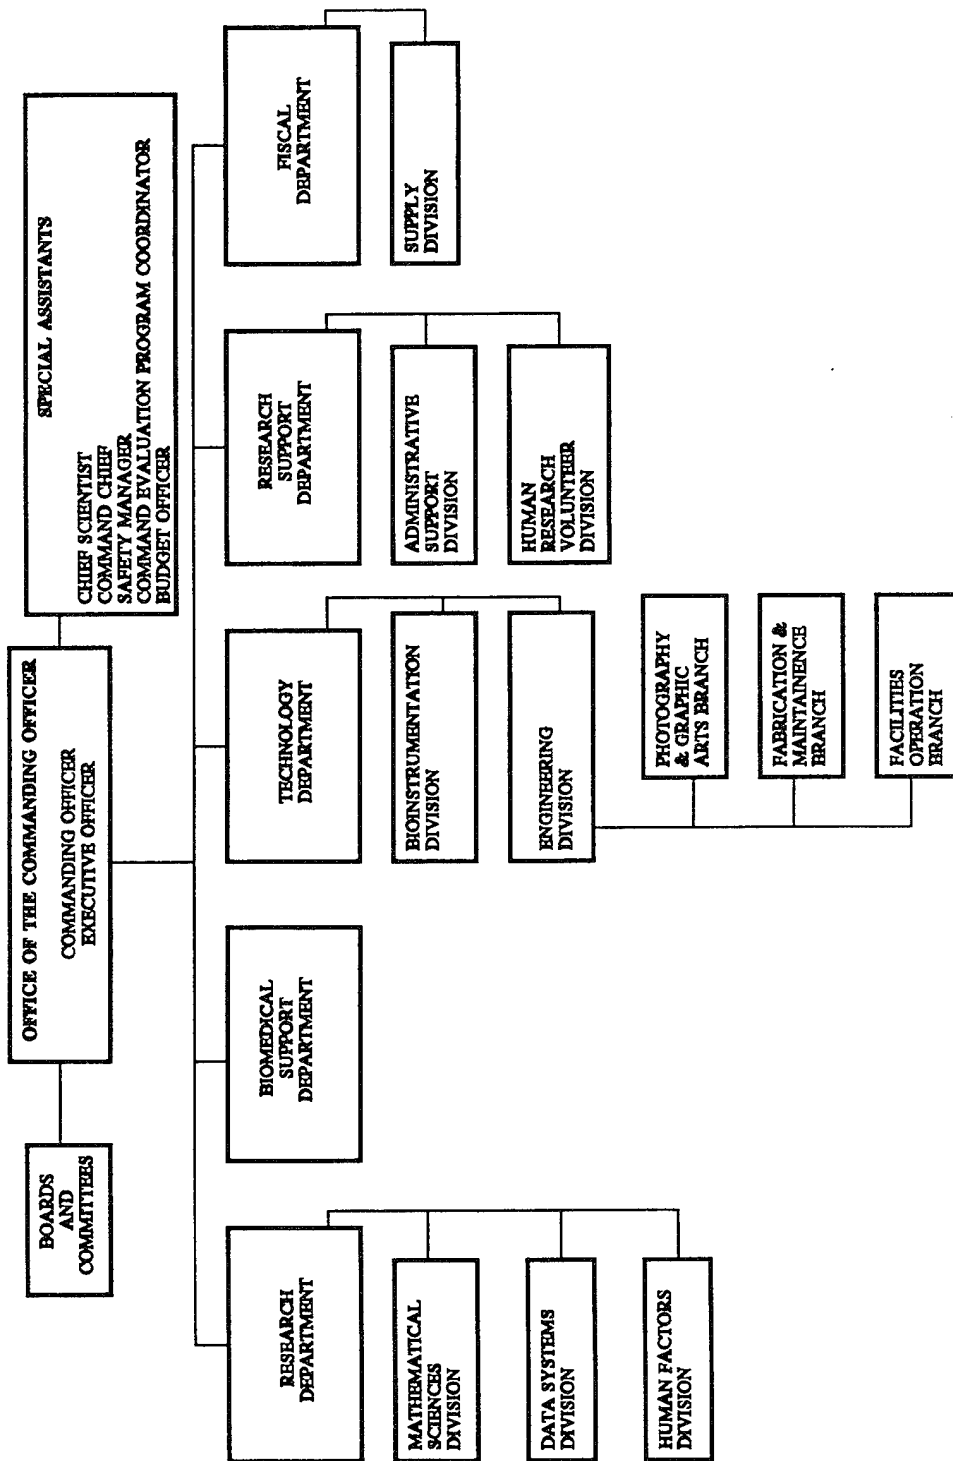 OFFICE OF THE COMMANDING OFFICER
COMMANDING OFFICER
EXECUTIVE OFFICER
BOARDS
AND
COMMITTEES
SPECIAL ASSISTANTS
CHIEF SCIENTIST
COMMAND CHIEF
SAFETY MANAGER
COMMAND EVALUATION PROGRAM COORDINATOR
BUDGET OFFICER
RESEARCH
DEPARTMENT
MATHEMATICAL
SCIENCES
DIVISION
DATA SYSTEMS
DIVISION
HUMAN FACTORS
DIVISION
BIOMEDICAL
SUPPORT
DEPARTMENT
TECHNOLOGY
DEPARTMENT
BIOINSTRUMENTATION
DIVISION
ENGINEERING
DIVISION
PHOTOGRAPHY
& GRAPHIC
ARTS BRANCH
FABRICATION &
MAINTAINENCE
BRANCH
FACILITIES
OPERATION
BRANCH
RESEARCH
SUPPORT
DEPARTMENT
ADMINISTRATIVE
SUPPORT
DIVISION
HUMAN
RESEARCH
VOLUNTEER
DIVISION
FISCAL
DEPARTMENT
SUPPLY
DIVISION